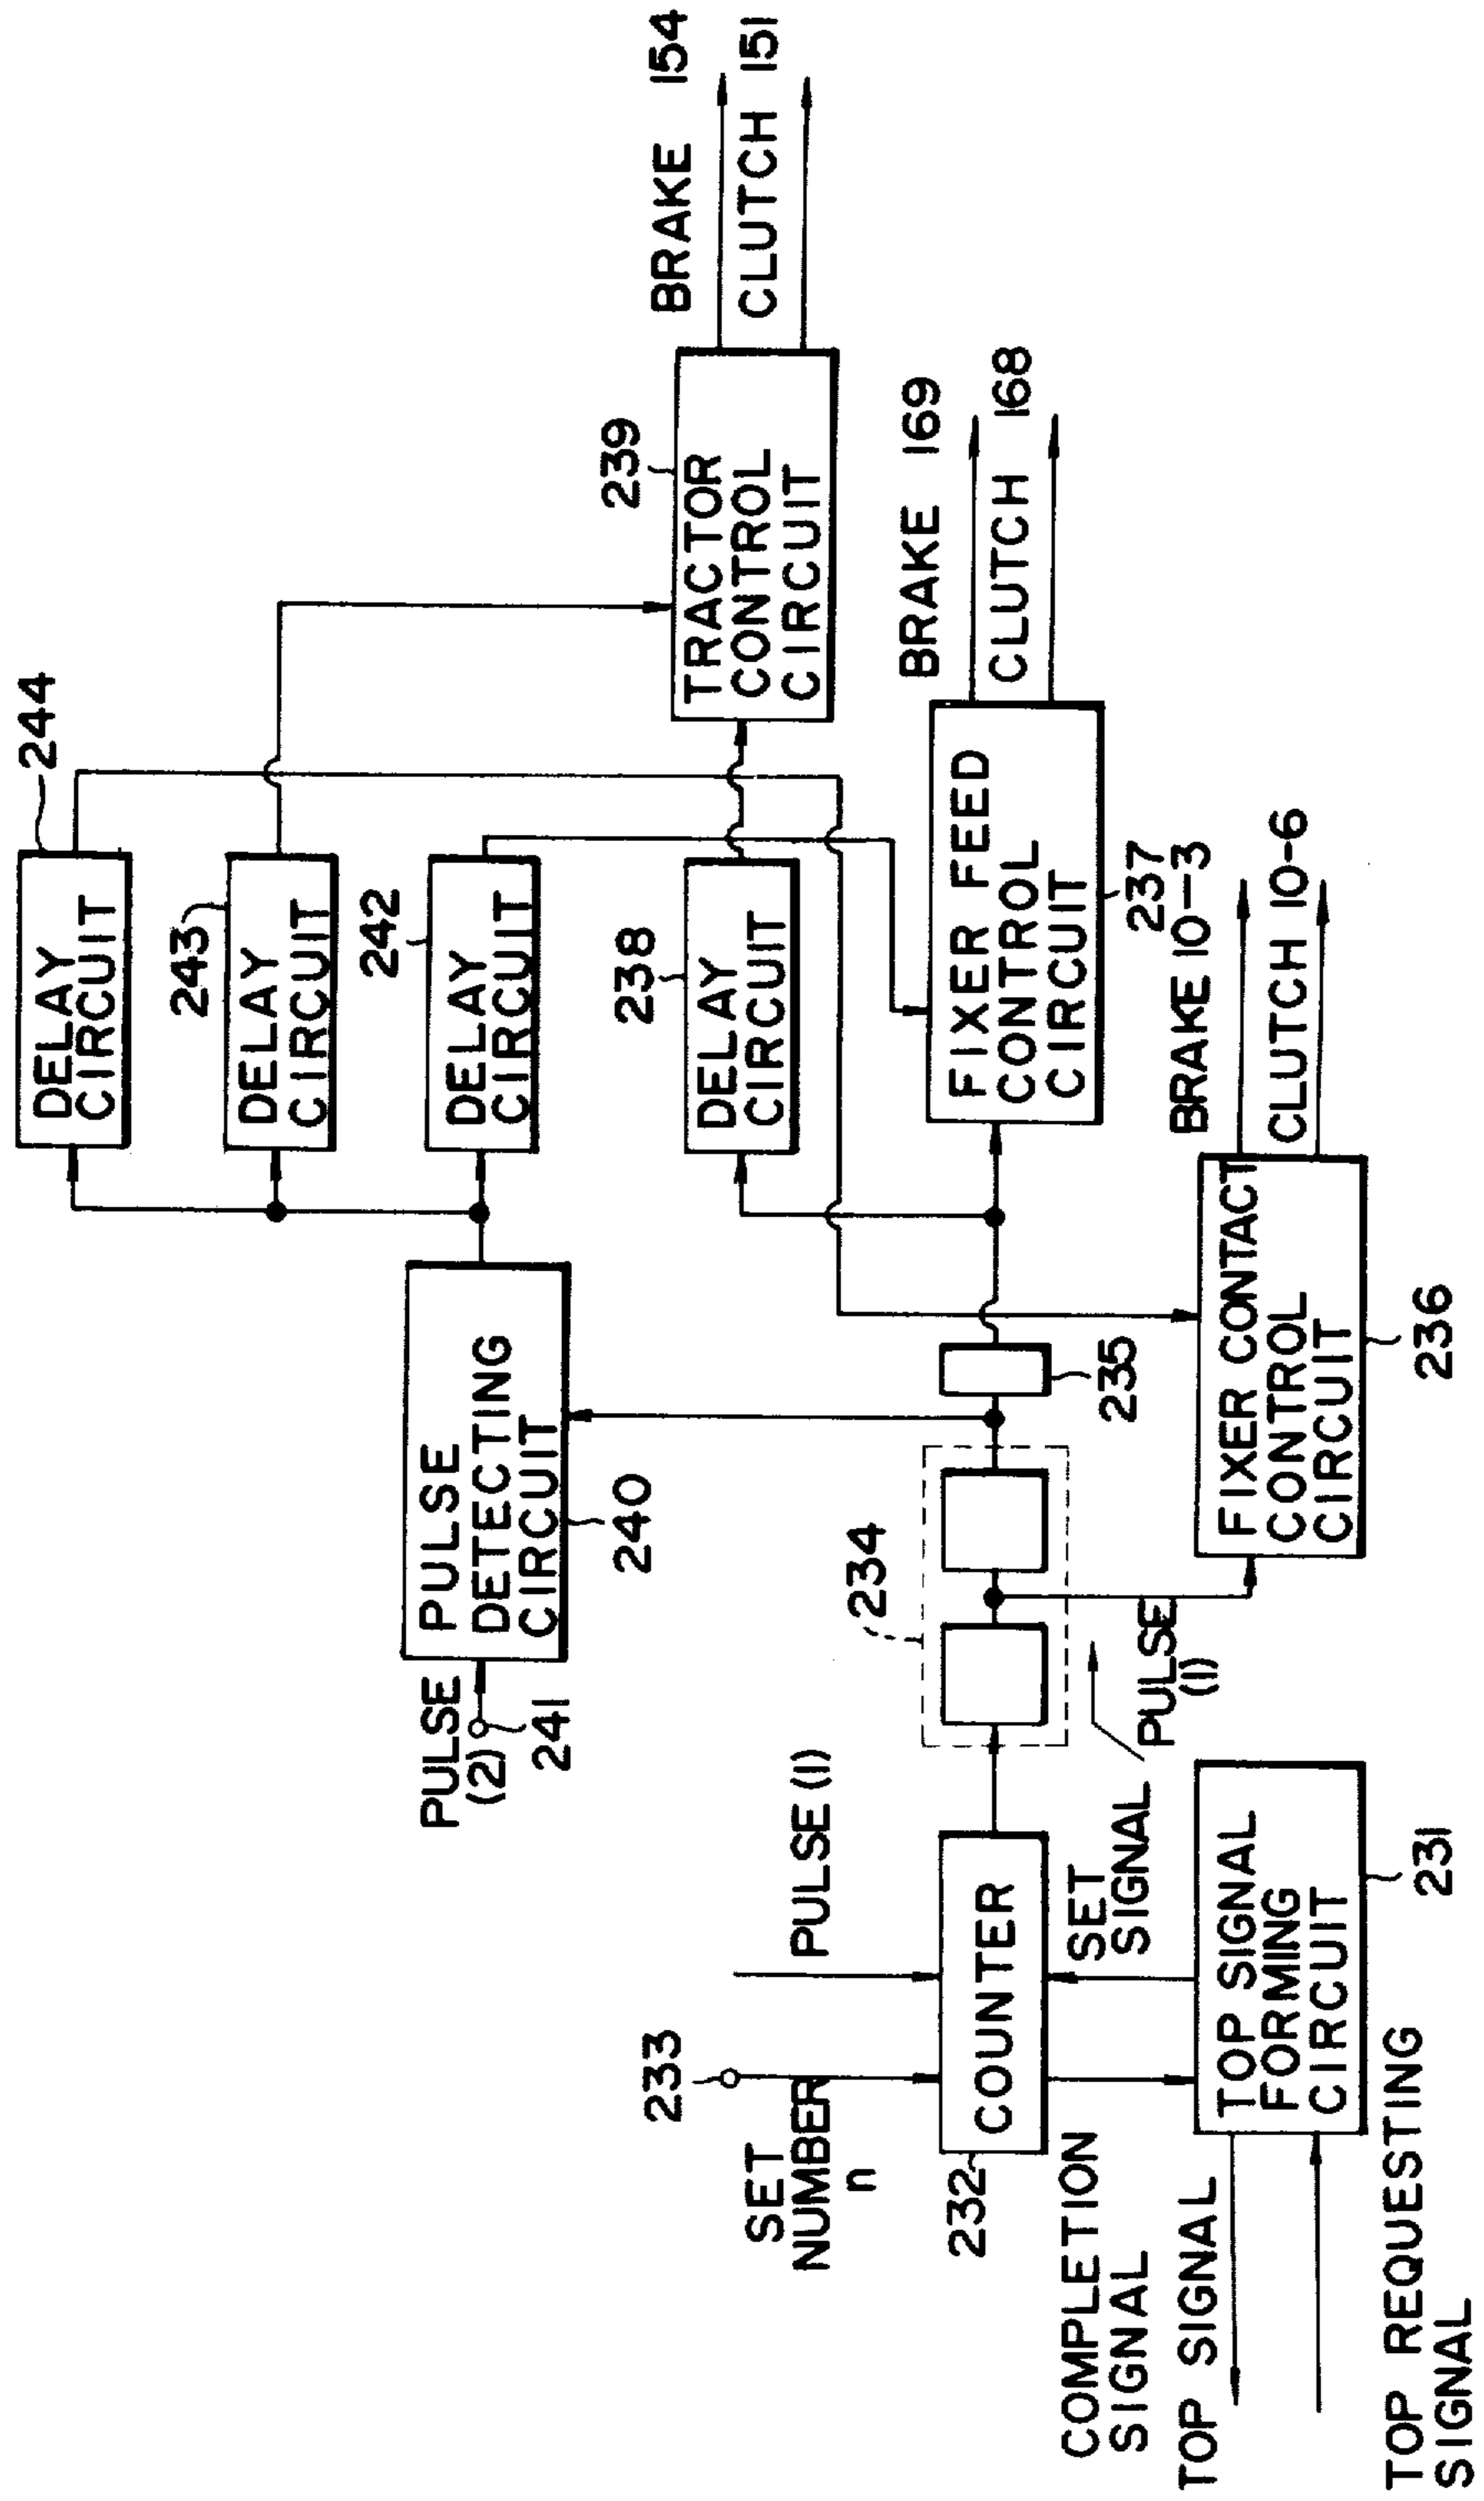 244
DELAY
CIRCUIT
243
DELAY
CIRCUIT
242
DELAY
CIRCUIT
238
DELAY
CIRCUIT
239
TRACTOR
CONTROL
CIRCUIT
BRAKE 154
CLUTCH 151
PULSE
(2)
241
PULSE
DETECTING
CIRCUIT
240
FIXER FEED
CONTROL
CIRCUIT
237
BRAKE 169
CLUTCH 168
233
SET
NUMBER
n
PULSE (1)
232
COUNTER
234
235
PULSE
(1)
COMPLETION
SIGNAL
SET
SIGNAL
TOP SIGNAL
TOP REQUESTING
SIGNAL
TOP SIGNAL
FORMING
CIRCUIT
231
FIXER CONTACT
CONTROL
CIRCUIT
236
BRAKE 10-3
CLUTCH 10-6